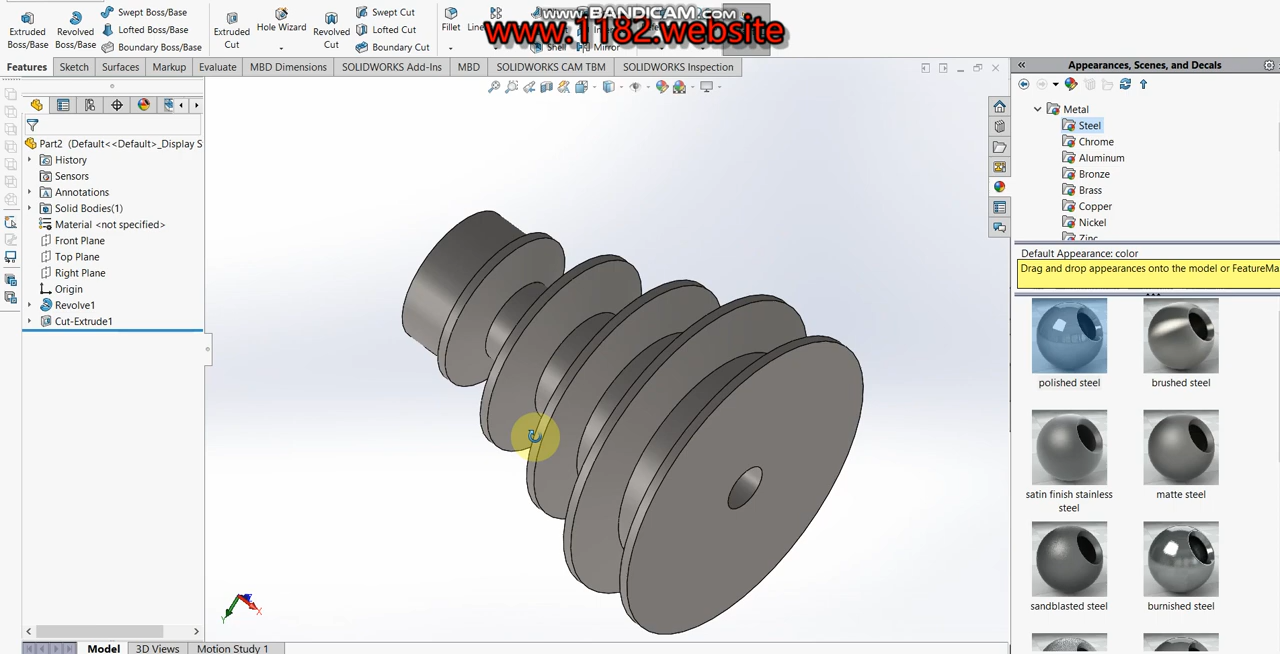 www.BANDICAM.com
www.1182.website
Extruded Boss/Base
Revolved Boss/Base
Swept Boss/Base
Lofted Boss/Base
Boundary Boss/Base
Extruded Cut
Hole Wizard
Revolved Cut
Swept Cut
Lofted Cut
Boundary Cut
Fillet
Shell
Mirror
Features
Sketch
Surfaces
Markup
Evaluate
MBD Dimensions
SOLIDWORKS Add-Ins
MBD
SOLIDWORKS CAM TBM
SOLIDWORKS Inspection
Part2 (Default<<Default>_Display S
History
Sensors
Annotations
Solid Bodies(1)
Material <not specified>
Front Plane
Top Plane
Right Plane
Origin
Revolve1
Cut-Extrude1
Y
X
Model
3D Views
Motion Study 1
Appearances, Scenes, and Decals
Metal
Steel
Chrome
Aluminum
Bronze
Brass
Copper
Nickel
Zinc
Default Appearance: color
Drag and drop appearances onto the model or FeatureMa
polished steel
brushed steel
satin finish stainless
steel
matte steel
sandblasted steel
burnished steel